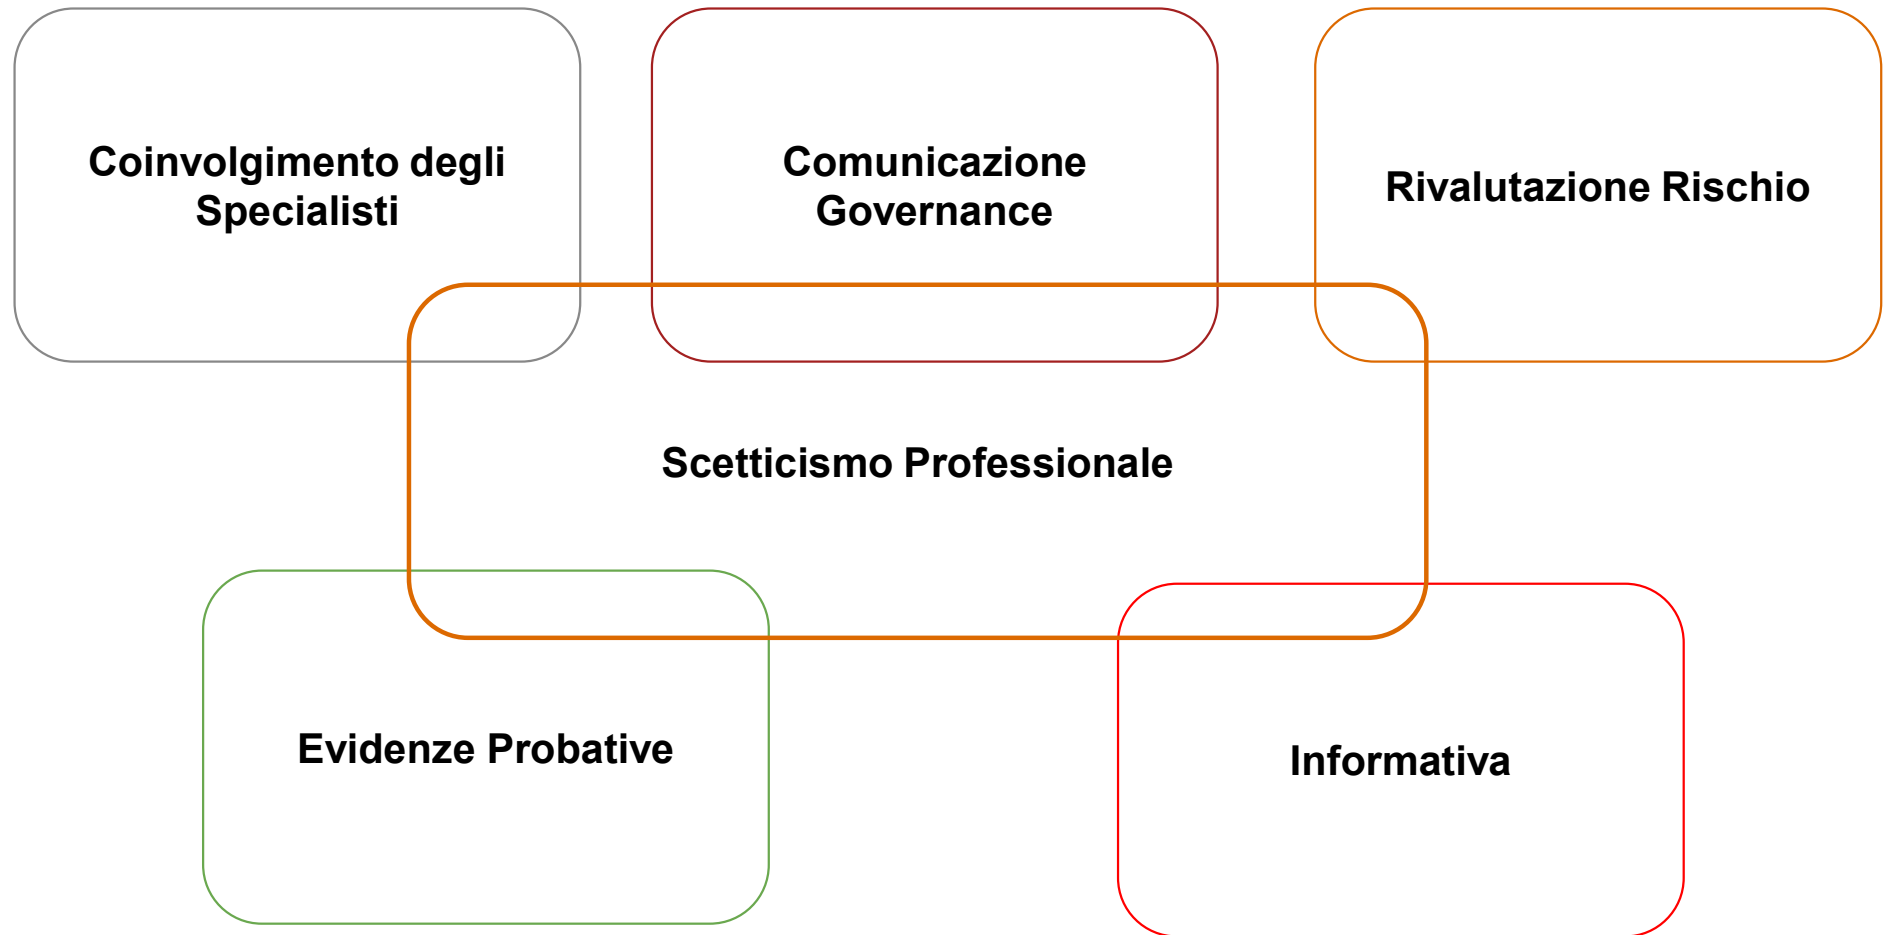 Coinvolgimento degli
Specialisti
Comunicazione
Governance
Rivalutazione Rischio
Scetticismo Professionale
Evidenze Probative
Informativa